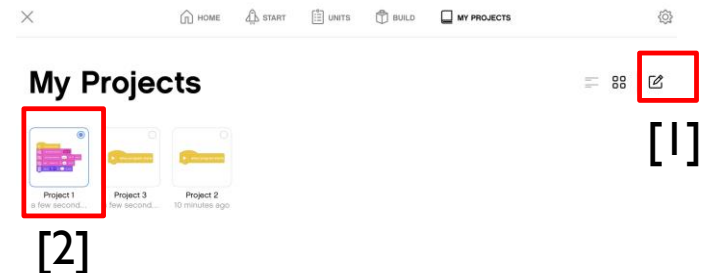 HOME START UNITS BUILD MY PROJECTS
My Projects
[1]
Project 1 Project 3 Project 2
a few second... few second... 10 minutes ago
[2]